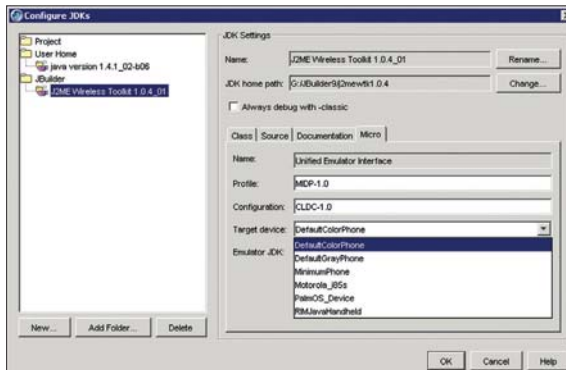 Configure JDKs
Project
User Home
java version 1.4.1_02-b06
JBuilder
J2ME Wireless Toolkit 1.0.4_01
New...
Add Folder...
Delete
JDK Settings
Name: J2ME Wireless Toolkit 1.0.4_01 Rename...
JDK home path: G:/JBuilder9/j2mewtk1.0.4 Change...
Always debug with -classic
Class Source Documentation Micro
Name: Unified Emulator Interface
Profile: MIDP-1.0
Configuration: CLDC-1.0
Target device: DefaultColorPhone
Emulator JDK:
DefaultColorPhone
DefaultGrayPhone
MinimumPhone
Motorola_i85s
PalmOS_Device
RIMJavaHandheld
OK Cancel Help